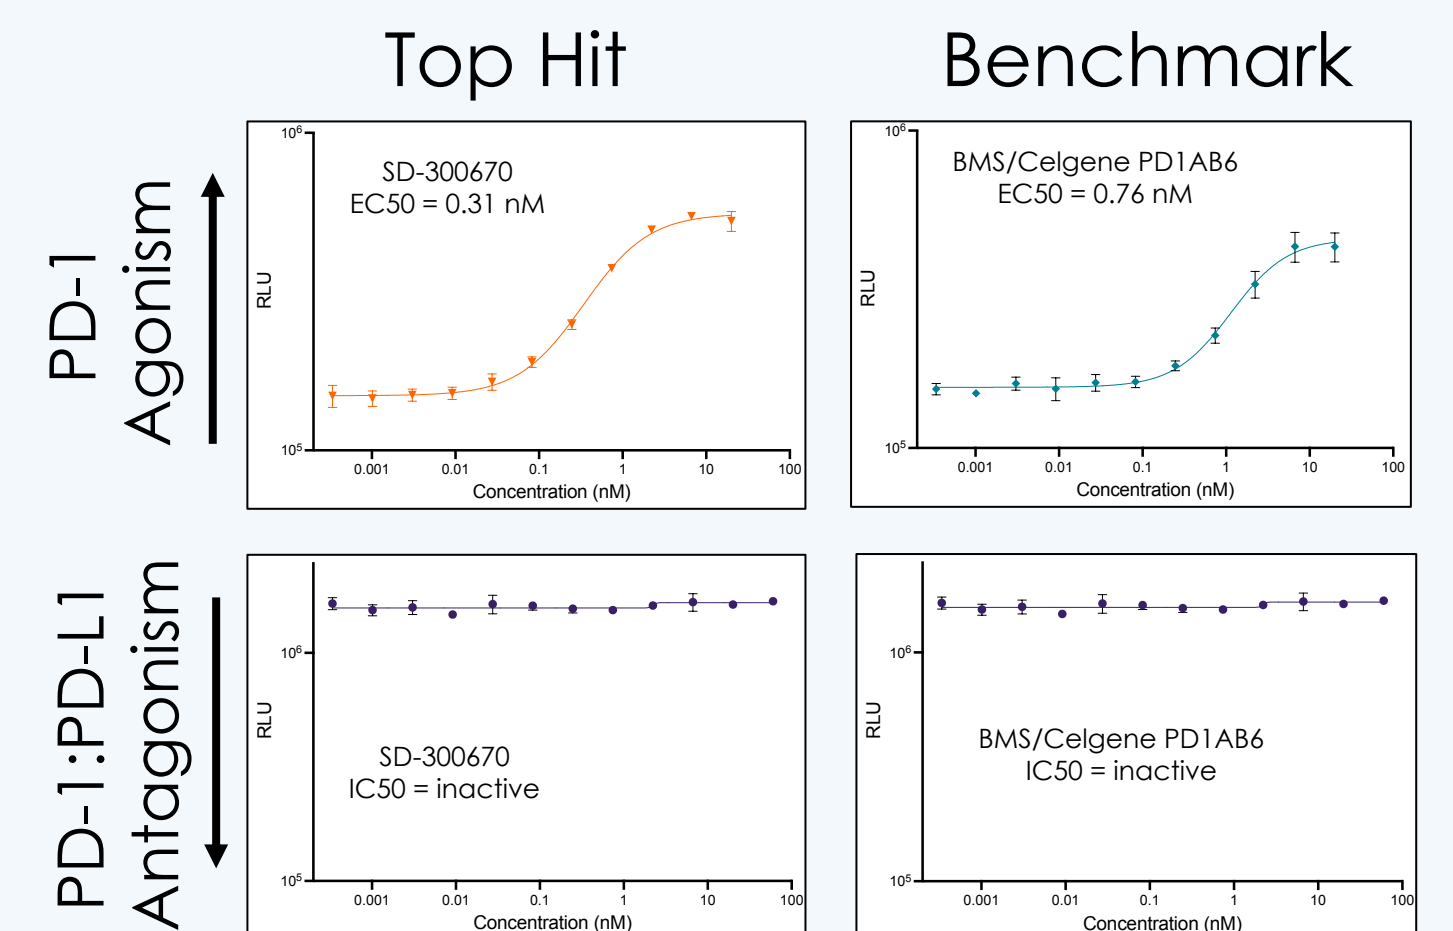 Top Hit
Benchmark
PD-1
Agonism
10⁶
SD-300670
EC50 = 0.31 nM
RLU
10⁵
0.001 0.01 0.1 1 10 100
Concentration (nM)
10⁶
BMS/Celgene PD1AB6
EC50 = 0.76 nM
RLU
10⁵
0.001 0.01 0.1 1 10 100
Concentration (nM)
PD-1:PD-L1
Antagonism
10⁶
RLU
SD-300670
IC50 = inactive
10⁵
0.001 0.01 0.1 1 10 100
Concentration (nM)
10⁶
RLU
BMS/Celgene PD1AB6
IC50 = inactive
10⁵
0.001 0.01 0.1 1 10 100
Concentration (nM)